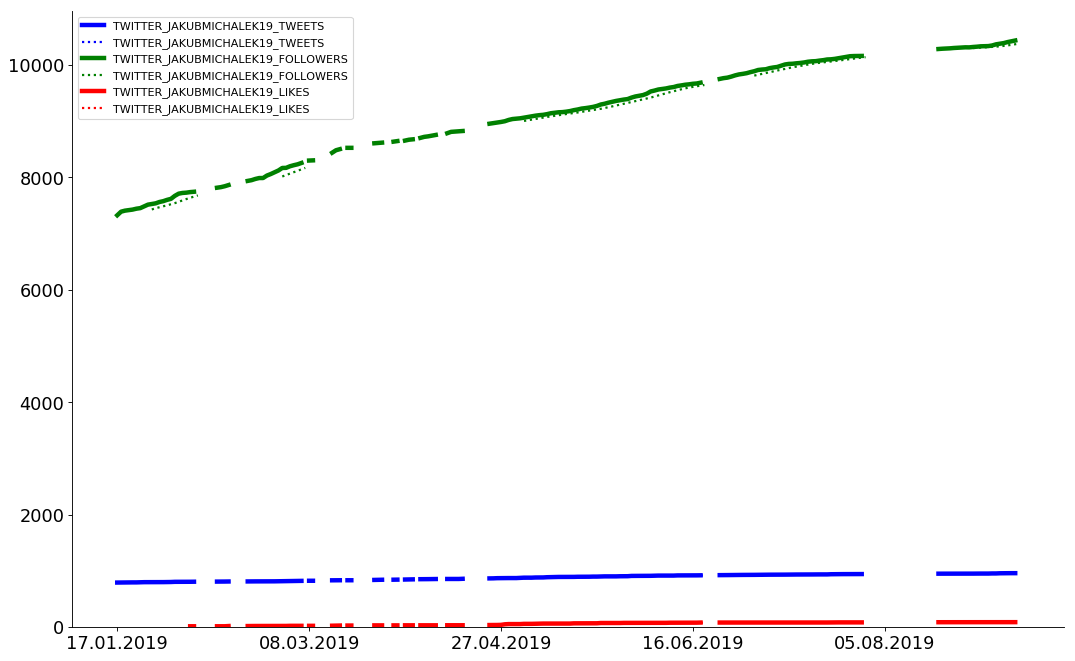 TWITTER_JAKUBMICHALEK19_TWEETS
TWITTER_JAKUBMICHALEK19_TWEETS
TWITTER_JAKUBMICHALEK19_FOLLOWERS
TWITTER_JAKUBMICHALEK19_FOLLOWERS
TWITTER_JAKUBMICHALEK19_LIKES
TWITTER_JAKUBMICHALEK19_LIKES
10000
8000
6000
4000
2000
0
17.01.2019 08.03.2019 27.04.2019 16.06.2019 05.08.2019